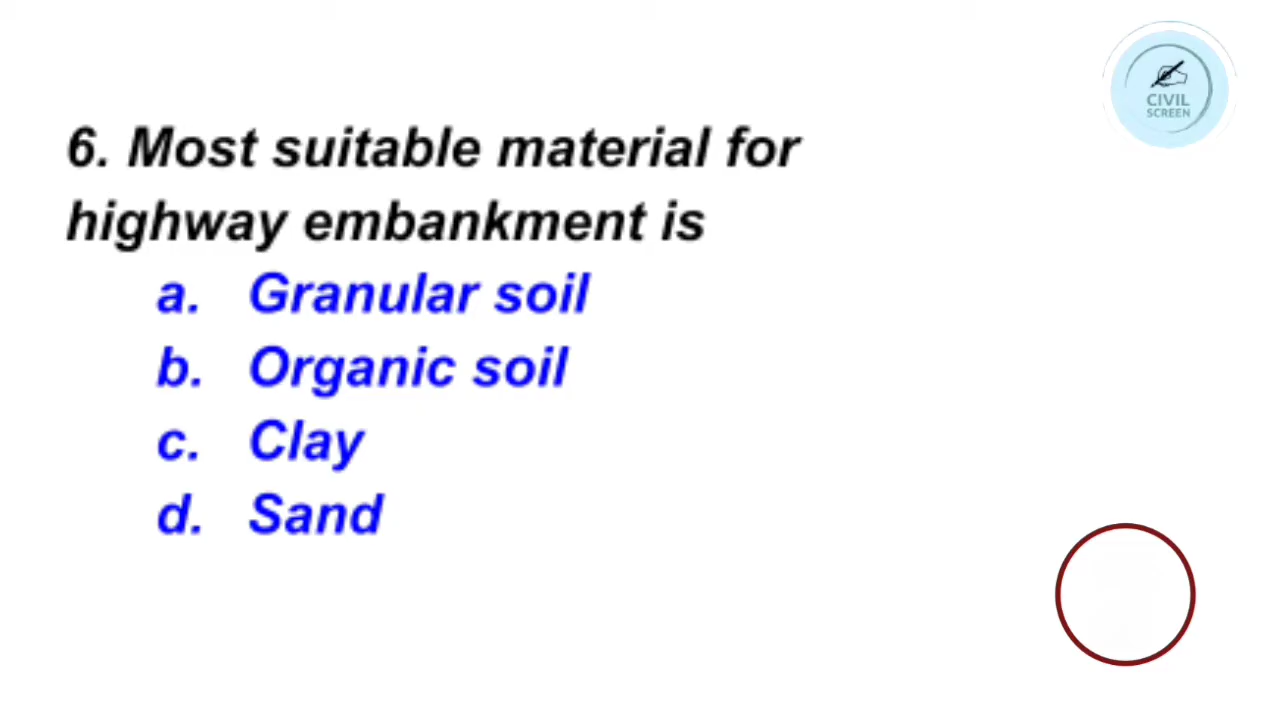 CIVIL
SCREEN
6. Most suitable material for
highway embankment is
a. Granular soil
b. Organic soil
c. Clay
d. Sand